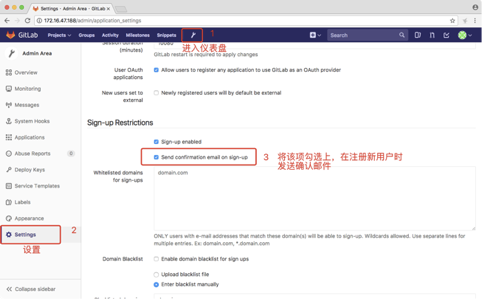 Settings · Admin Area · GitLab
172.16.47.188/admin/application_settings
GitLab Projects Groups Activity Milestones Snippets Search
1
进入仪表盘
Admin Area
Overview
Monitoring
Messages
System Hooks
Applications
Abuse Reports 0
Deploy Keys
Service Templates
Labels
Appearance
Settings
2
设置
Collapse sidebar
Session duration
(minutes)
10080
GitLab restart is required to apply changes
User OAuth
applications
Allow users to register any application to use GitLab as an OAuth provider
New users set to
external
Newly registered users will by default be external
Sign-up Restrictions
Sign-up enabled
Send confirmation email on sign-up
3 将该项勾选上，在注册新用户时
发送确认邮件
Whitelisted domains
for sign-ups
domain.com
ONLY users with e-mail addresses that match these domain(s) will be able to sign-up. Wildcards allowed. Use separate lines for
multiple entries. Ex: domain.com, *.domain.com
Domain Blacklist
Enable domain blacklist for sign ups
Upload blacklist file
Enter blacklist manually